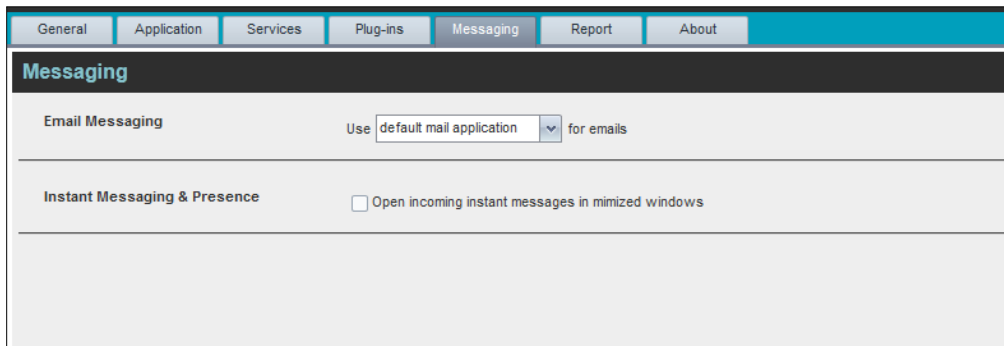 General Application Services Plug-ins Messaging Report About
Messaging
Email Messaging Use default mail application for emails
Instant Messaging & Presence Open incoming instant messages in mimized windows